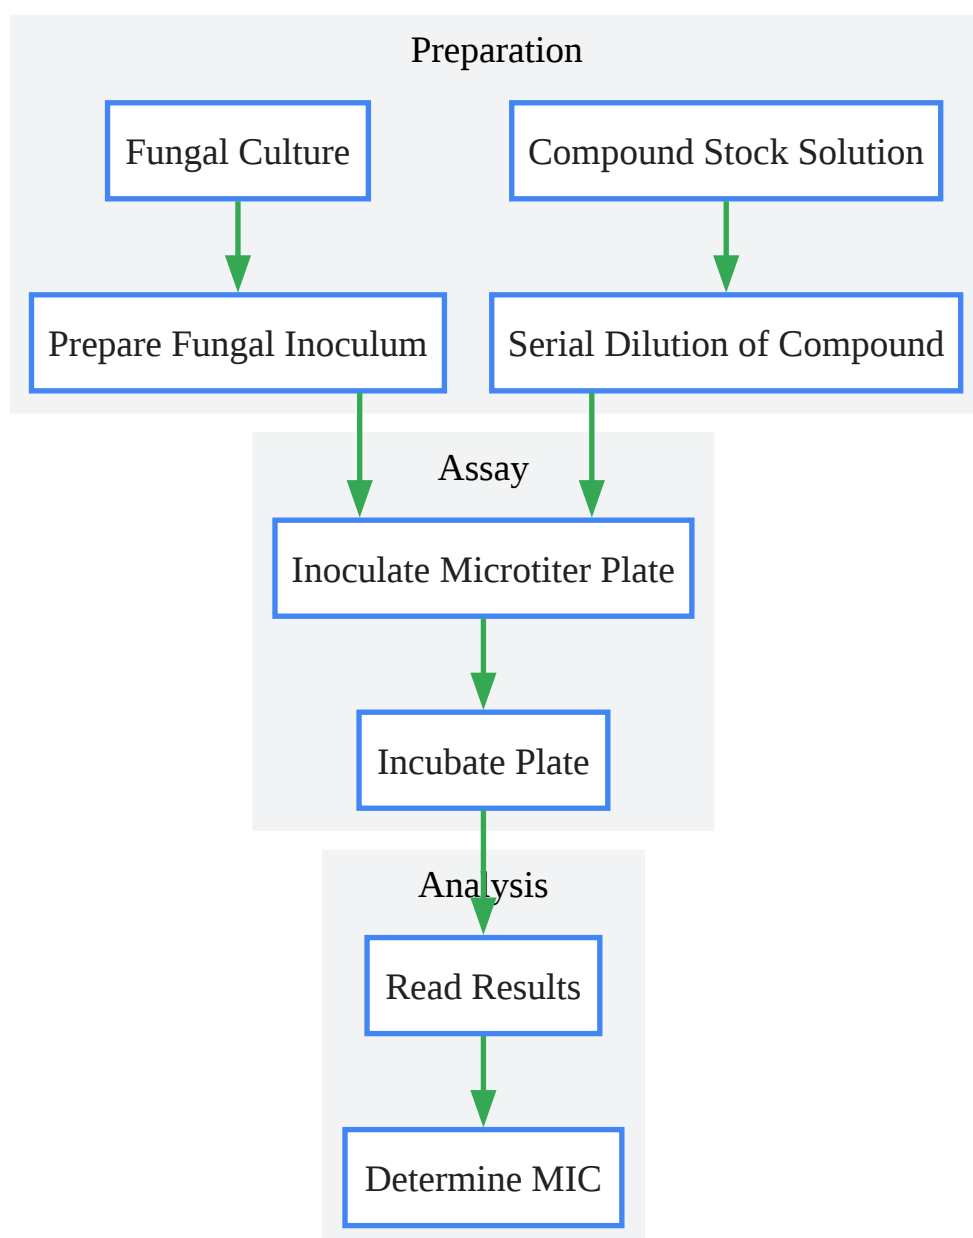 Preparation
Fungal Culture
Compound Stock Solution
Prepare Fungal Inoculum
Serial Dilution of Compound
Assay
Inoculate Microtiter Plate
Incubate Plate
Analysis
Read Results
Determine MIC